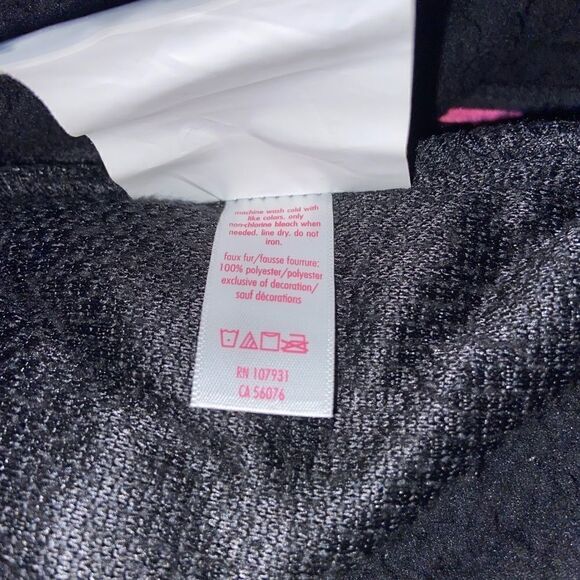 machine wash cold with
like colors. only
non-chlorine bleach when
needed. line dry. do not
iron.
faux fur/fausse fourrure:
100% polyester/polyester
exclusive of decoration/
sauf décorations
RN 107931
CA 56076